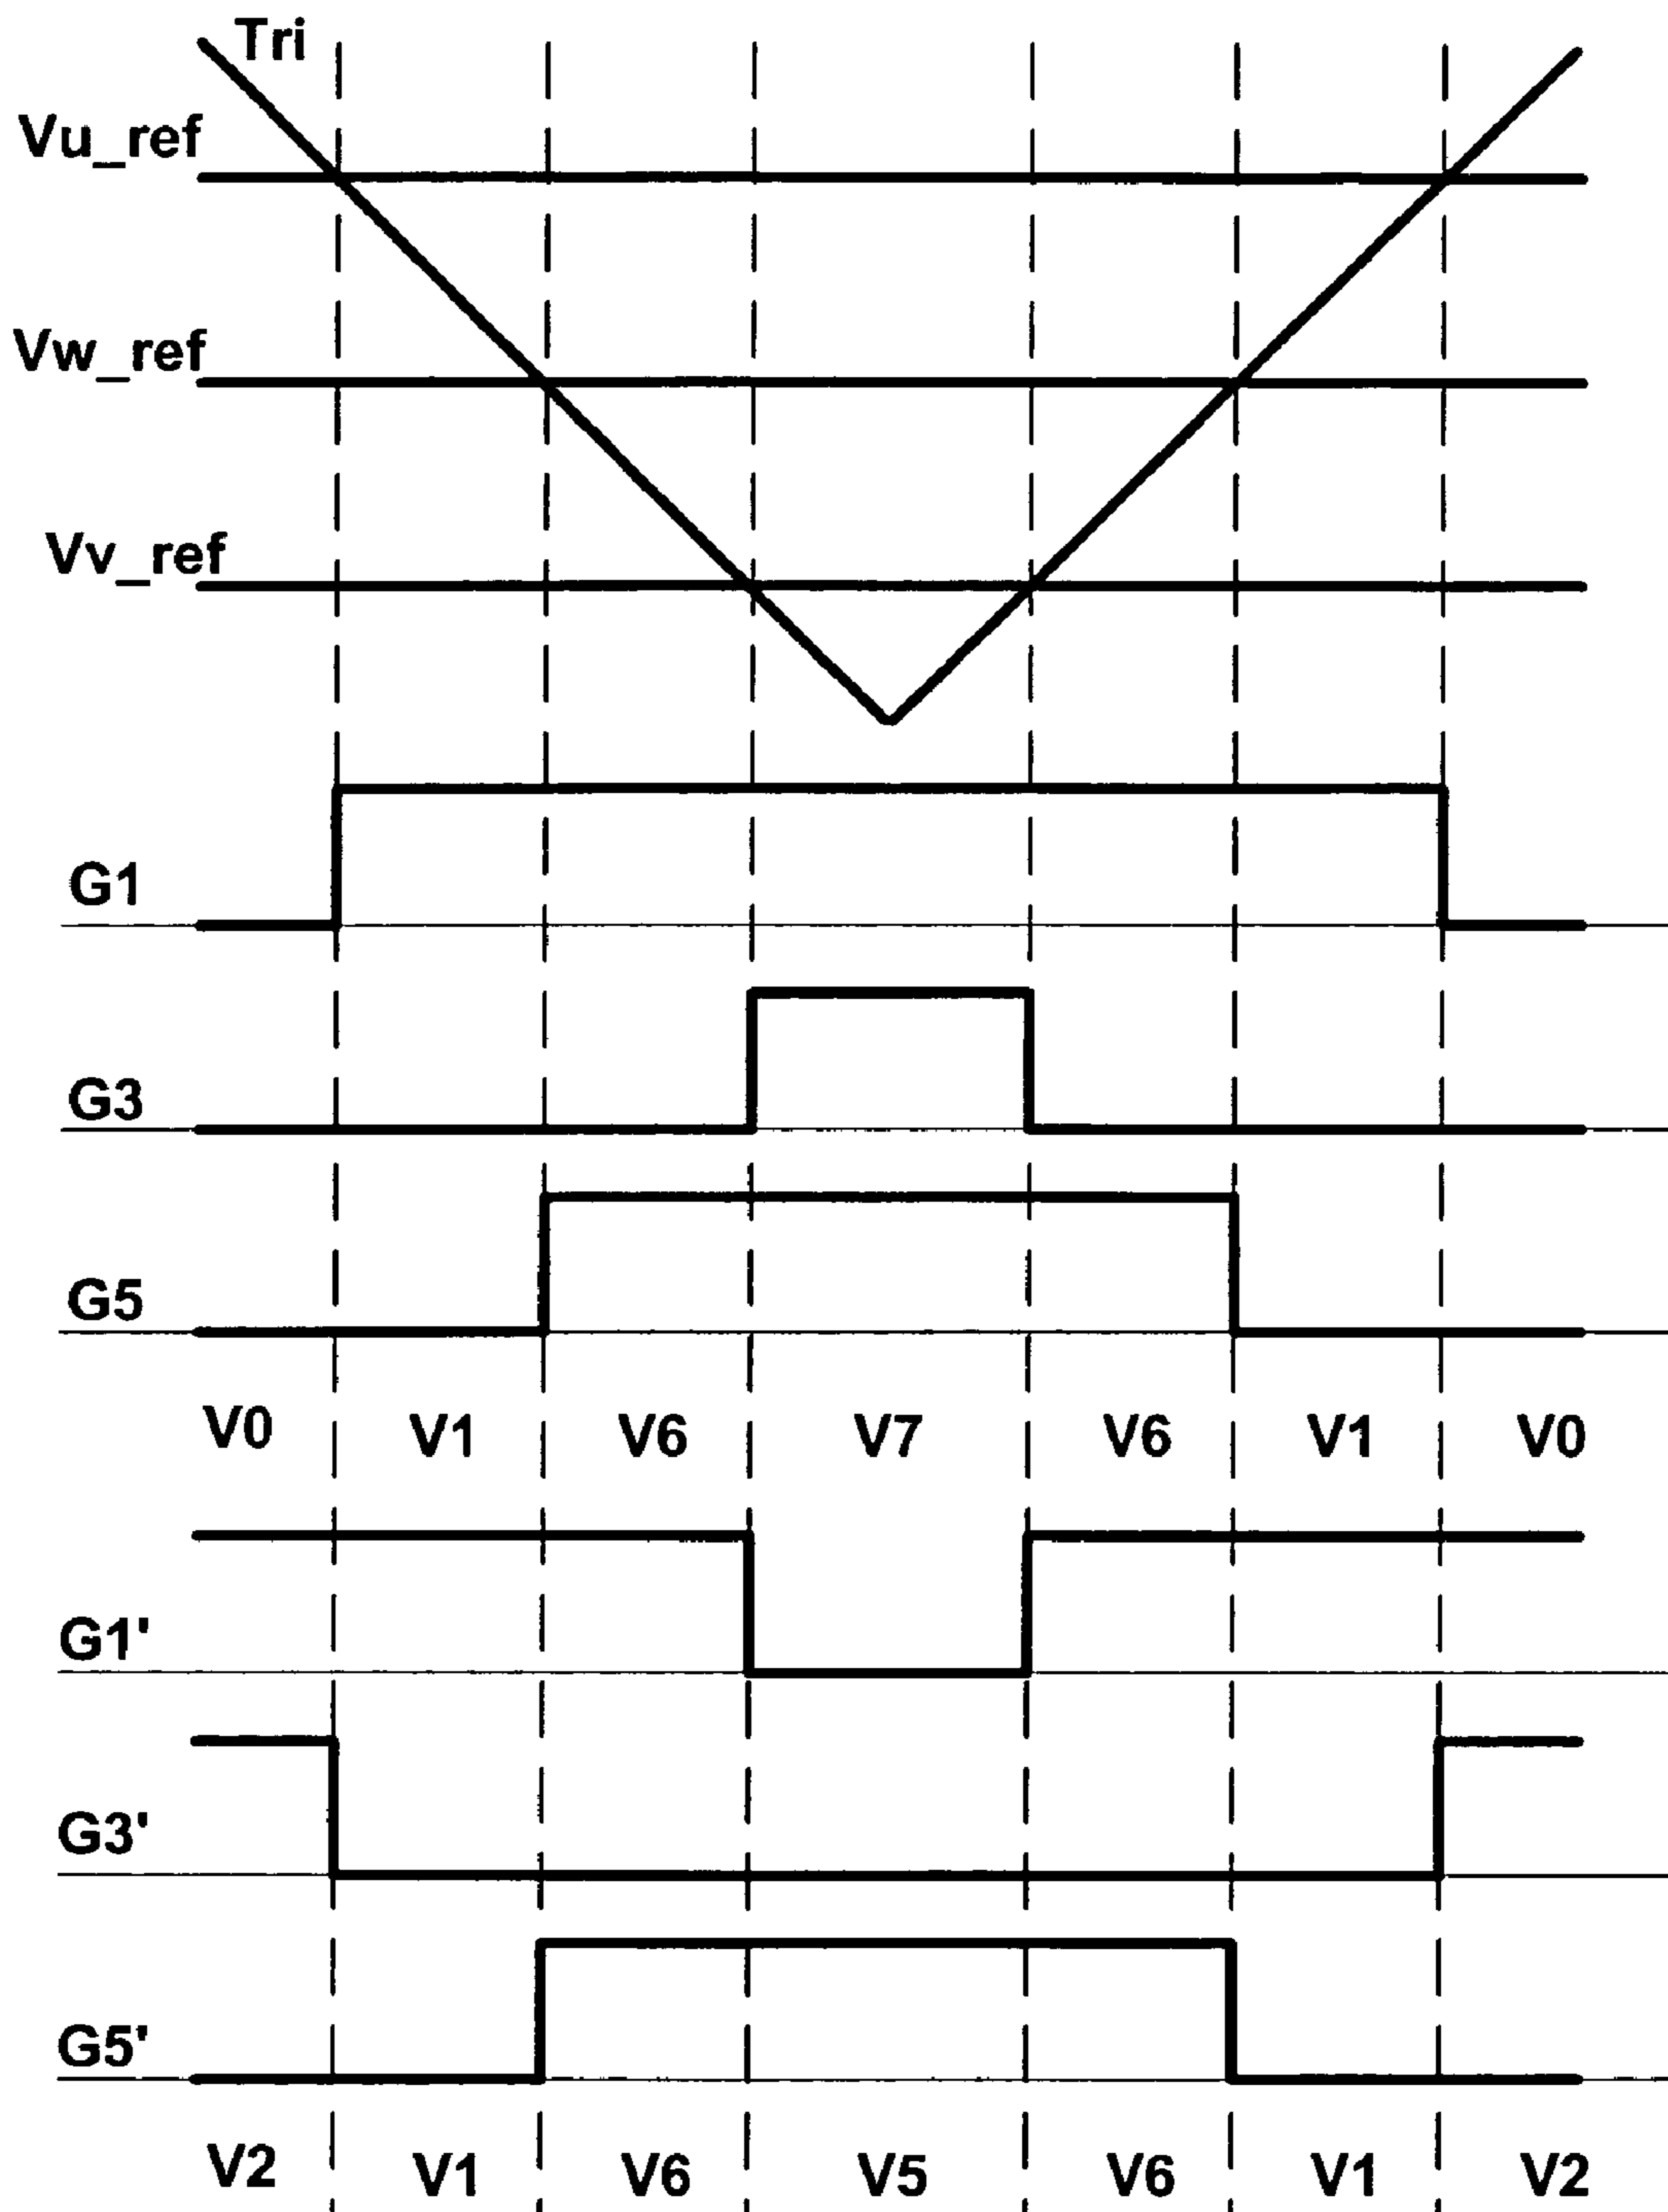 Tri
Vu_ref
Vw_ref
Vv_ref
G1
G3
G5
V0 V1 V6 V7 V6 V1 V0
G1'
G3'
G5'
V2 V1 V6 V5 V6 V1 V2